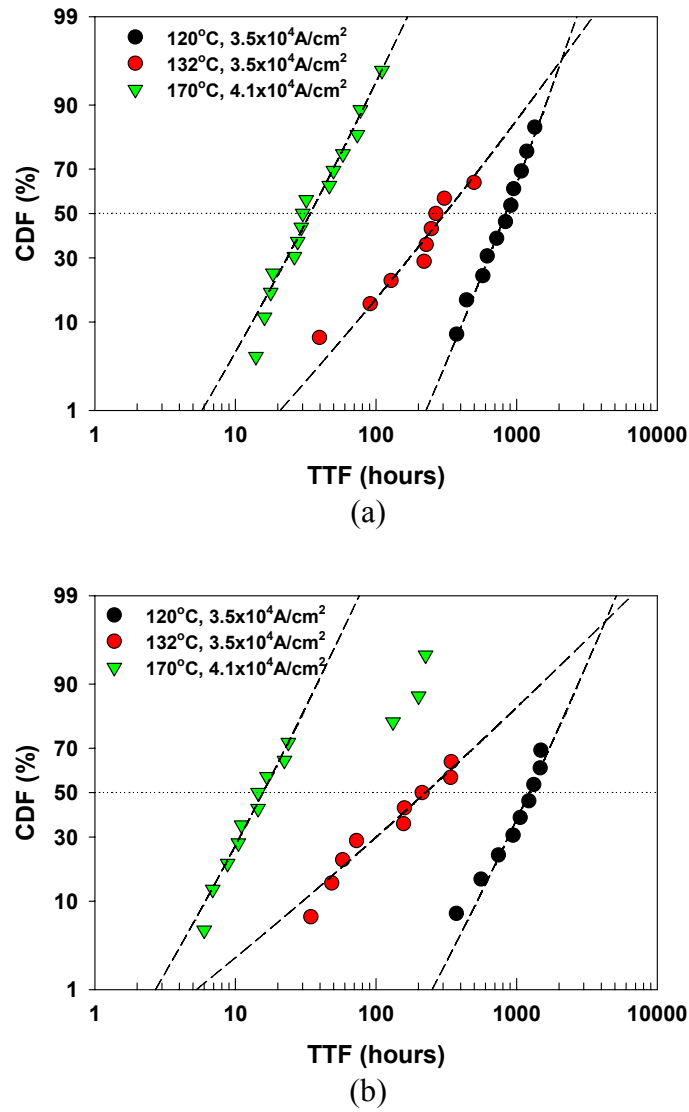 99
120°C, 3.5x10⁴A/cm²
132°C, 3.5x10⁴A/cm²
170°C, 4.1x10⁴A/cm²
90
70
50
30
10
1
CDF (%)
1 10 100 1000 10000
TTF (hours)
(a)
99
120°C, 3.5x10⁴A/cm²
132°C, 3.5x10⁴A/cm²
170°C, 4.1x10⁴A/cm²
90
70
50
30
10
1
CDF (%)
1 10 100 1000 10000
TTF (hours)
(b)